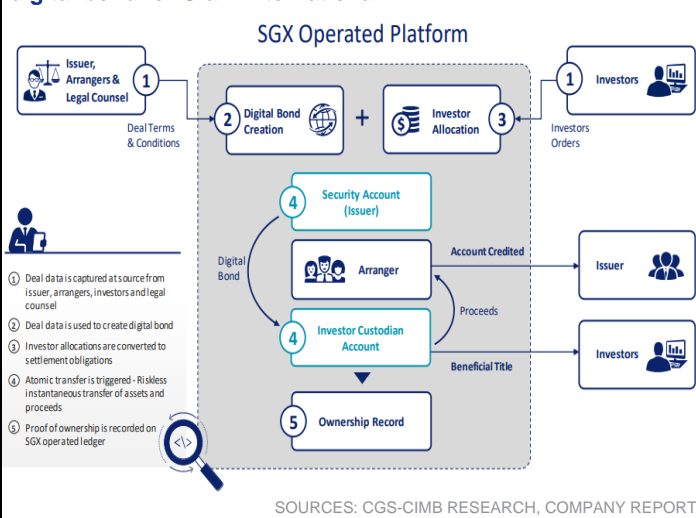 SGX Operated Platform
Issuer,
Arrangers &
Legal Counsel
1
Deal Terms
& Conditions
2
Digital Bond
Creation
+
Investor
Allocation
3
1
Investors
Investors
Orders
4
Security Account
(Issuer)
Digital
Bond
Arranger
Account Credited
Issuer
Proceeds
4
Investor Custodian
Account
Beneficial Title
Investors
5
Ownership Record
1 Deal data is captured at source from
issuer, arrangers, investors and legal
counsel
2 Deal data is used to create digital bond
3 Investor allocations are converted to
settlement obligations
4 Atomic transfer is triggered - Riskless
instantaneous transfer of assets and
proceeds
5 Proof of ownership is recorded on
SGX operated ledger
</>
SOURCES: CGS-CIMB RESEARCH, COMPANY REPORT